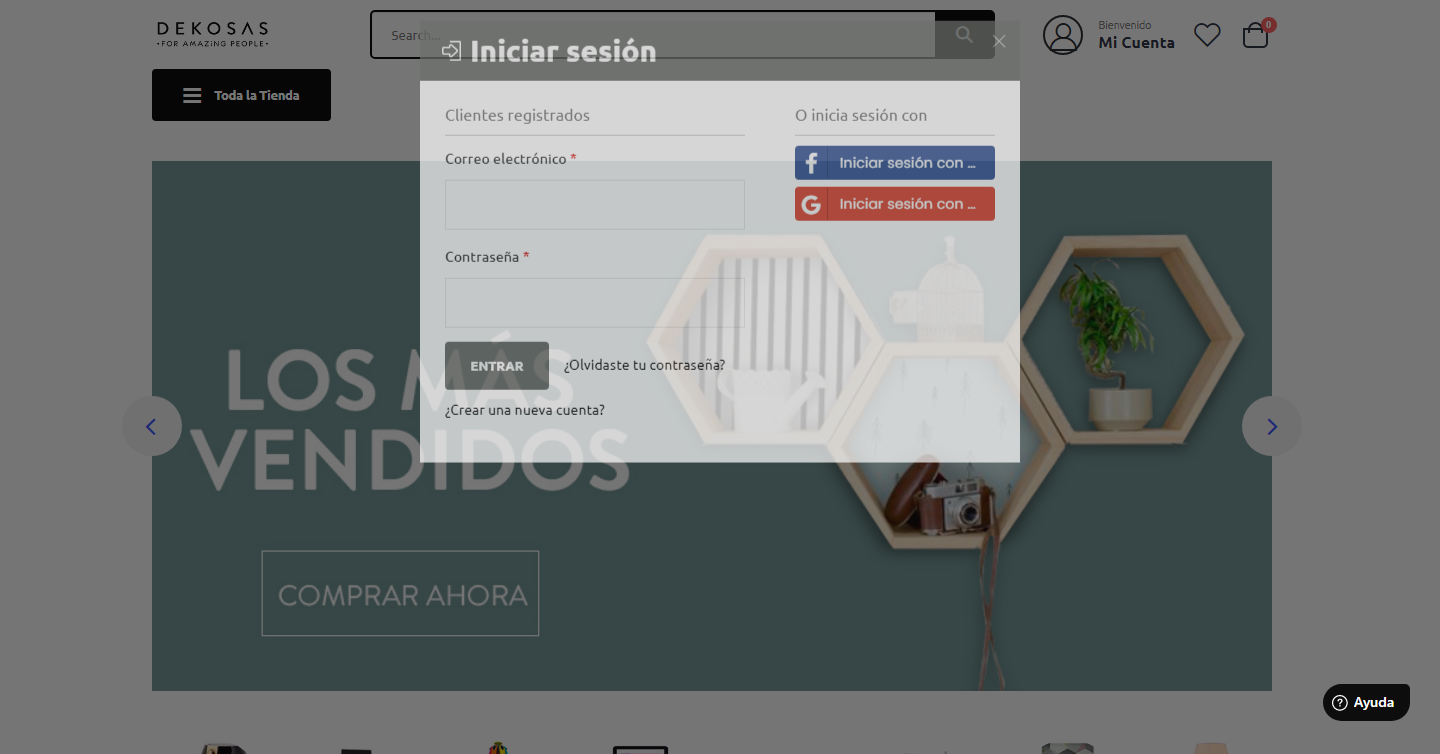 DEKOSAS
•FOR AMAZiNG PEOPLE•
Search...
Iniciar sesión
Bienvenido
Mi Cuenta
0
Toda la Tienda
Clientes registrados
O inicia sesión con
Correo electrónico *
Iniciar sesión con ...
Iniciar sesión con ...
Contraseña *
ENTRAR
¿Olvidaste tu contraseña?
¿Crear una nueva cuenta?
LOS MÁS
VENDIDOS
COMPRAR AHORA
Ayuda